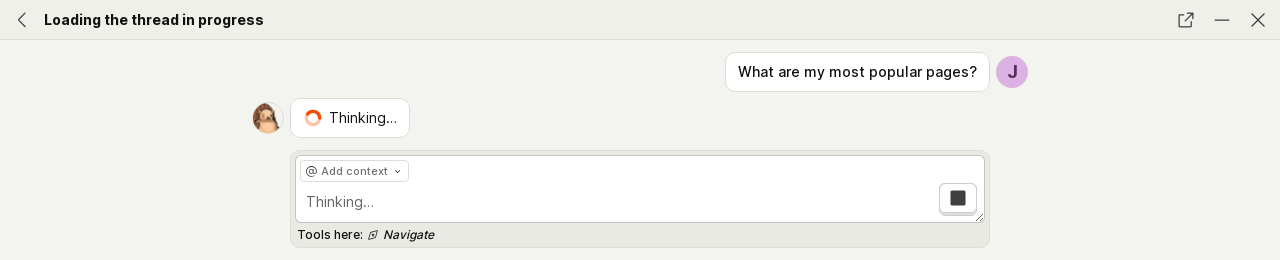 Loading the thread in progress
What are my most popular pages?
J
Thinking...
@ Add context
Thinking...
Tools here: Navigate